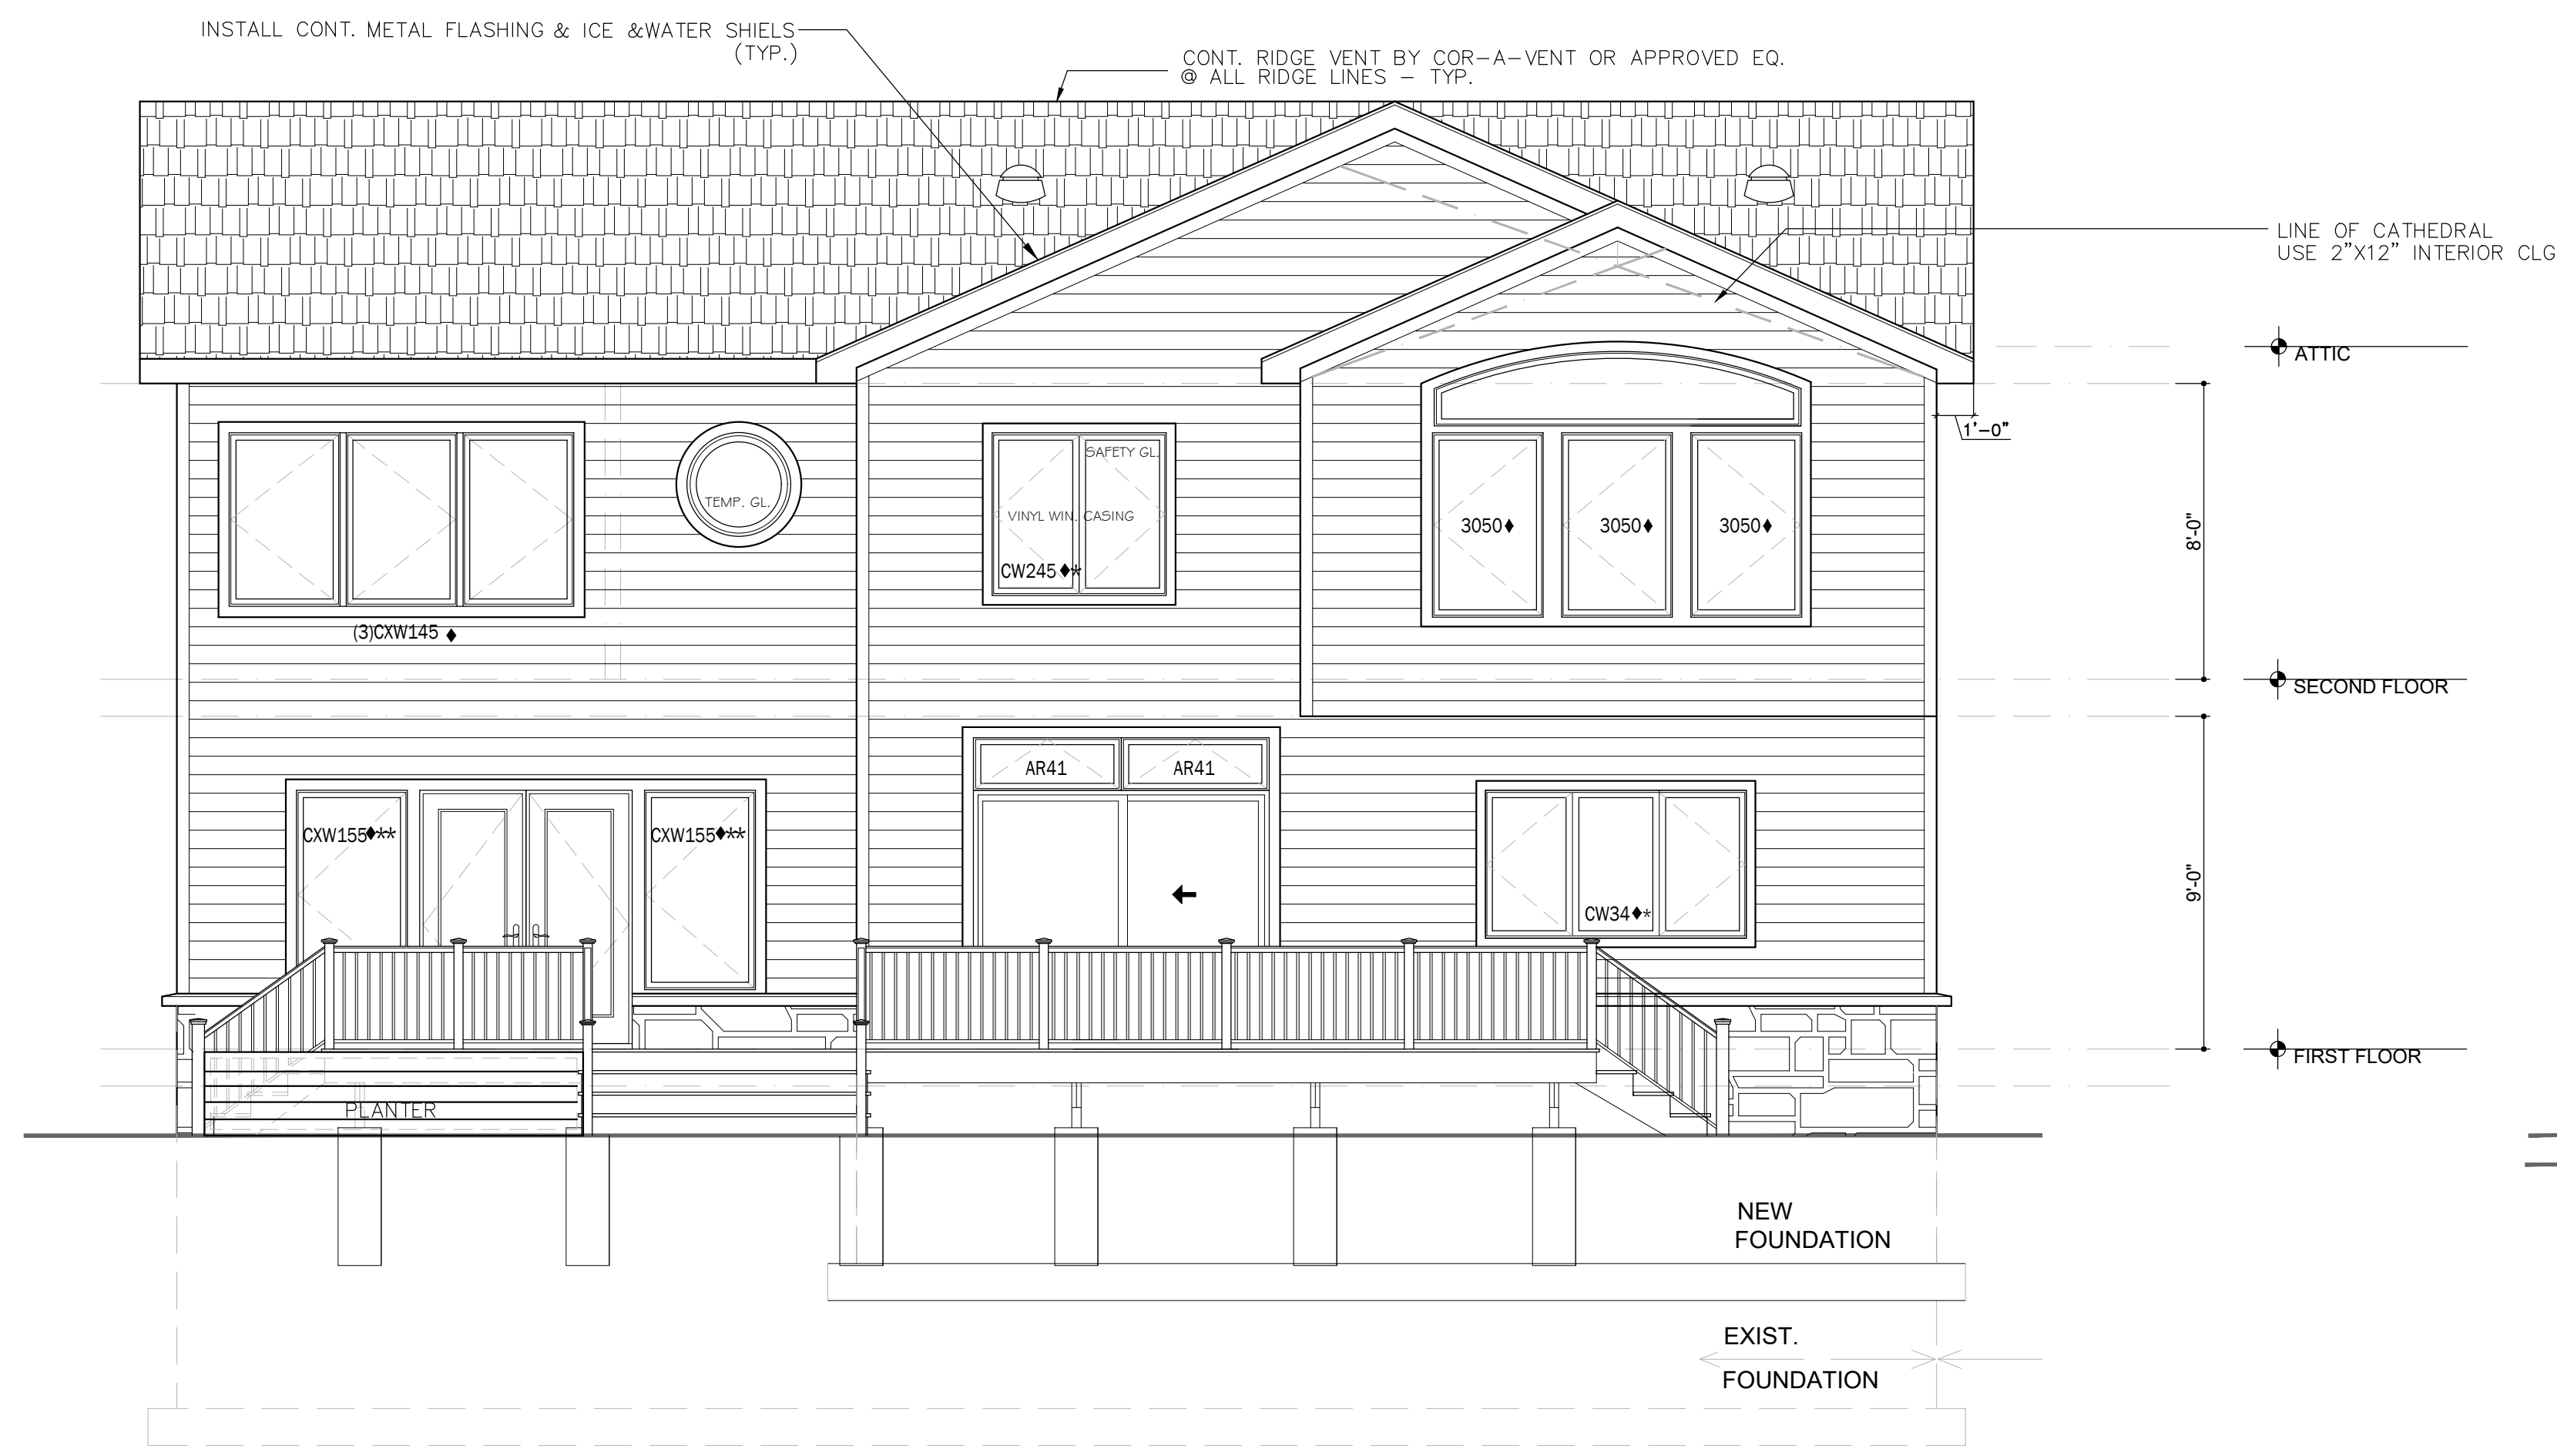 INSTALL CONT. METAL FLASHING & ICE &WATER SHIELS
(TYP.)
CONT. RIDGE VENT BY COR-A-VENT OR APPROVED EQ.
@ ALL RIDGE LINES - TYP.
LINE OF CATHEDRAL
USE 2"X12" INTERIOR CLG
ATTIC
1'-0"
SAFETY GL.
TEMP. GL.
VINYL WIN. CASING
3050♦
3050♦
3050♦
8'-0"
CW245♦*
(3)CXW145 ♦
SECOND FLOOR
AR41
AR41
CXW155♦**
CXW155♦**
9'-0"
CW34♦*
FIRST FLOOR
PLANTER
NEW
FOUNDATION
EXIST.
FOUNDATION